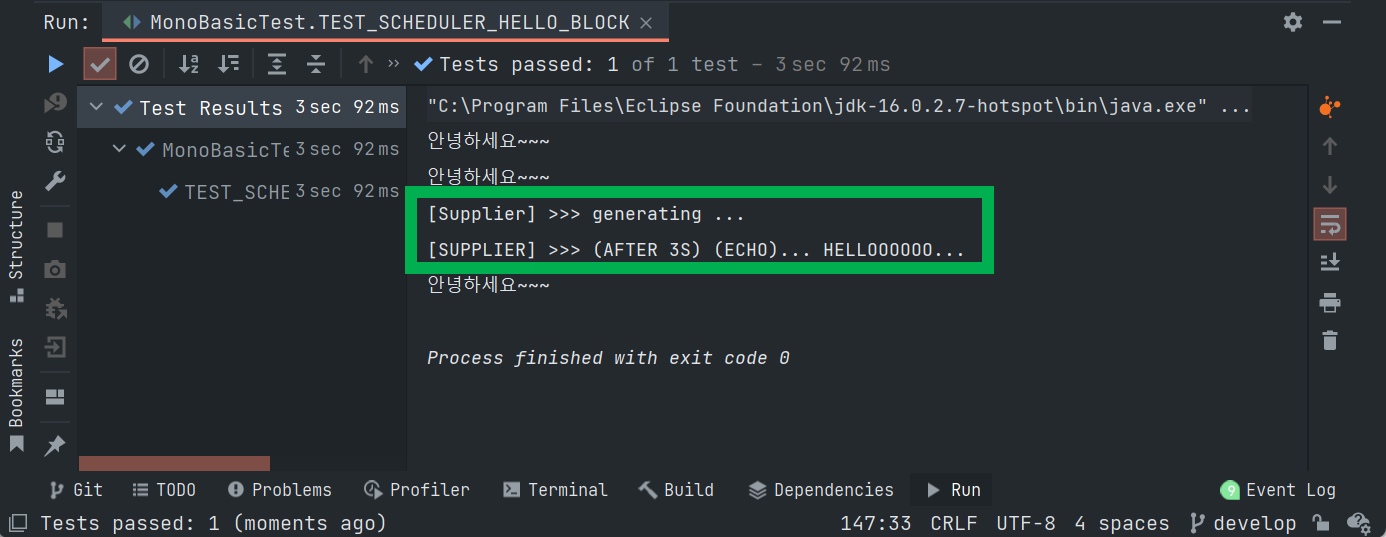 Run: MonoBasicTest.TEST_SCHEDULER_HELLO_BLOCK
Tests passed: 1 of 1 test – 3 sec 92 ms
Test Results 3 sec 92 ms
MonoBasicTe 3 sec 92 ms
TEST_SCHE 3 sec 92 ms
"C:\Program Files\Eclipse Foundation\jdk-16.0.2.7-hotspot\bin\java.exe" ...
안녕하세요~~~
안녕하세요~~~
[Supplier] >>> generating ...
[SUPPLIER] >>> (AFTER 3S) (ECHO)... HELLOOOOOO...
안녕하세요~~~
Process finished with exit code 0
Structure
Bookmarks
Git TODO Problems Profiler Terminal Build Dependencies Run 9 Event Log
Tests passed: 1 (moments ago) 147:33 CRLF UTF-8 4 spaces develop